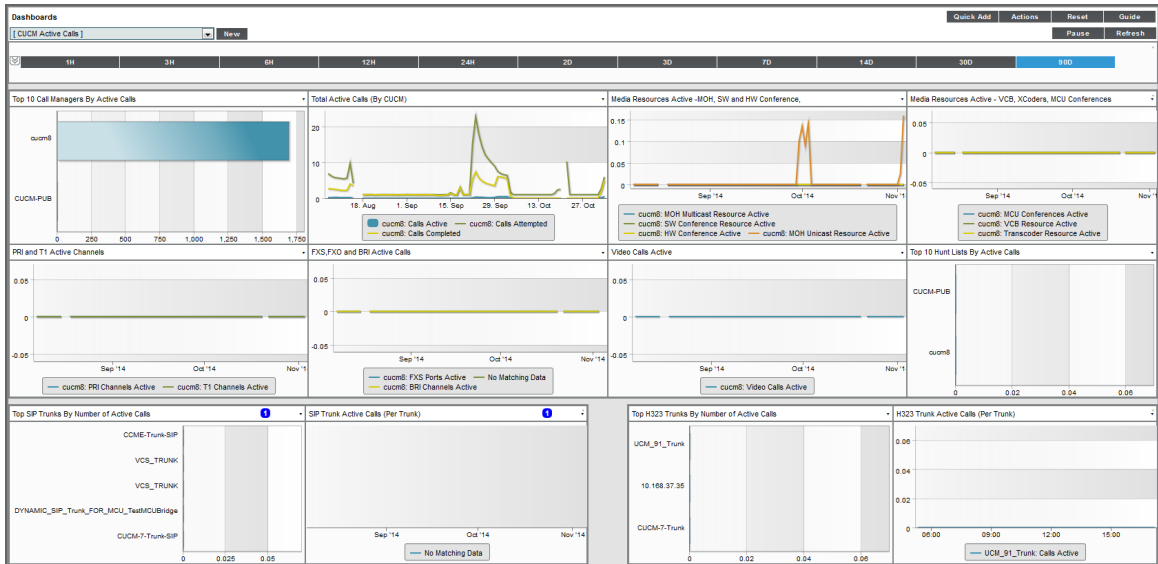 Dashboards
Quick Add Actions Reset Guide
[ CUCM Active Calls ] New Pause Refresh
1H 3H 6H 12H 24H 2D 3D 7D 14D 30D 90D
Top 10 Call Managers By Active Calls
cucm8
CUCM-PUB
0 250 500 750 1,000 1,250 1,500 1,750
Total Active Calls (By CUCM)
20
10
0
18. Aug 1. Sep 15. Sep 29. Sep 13. Oct 27. Oct
cucm8: Calls Active cucm8: Calls Attempted
cucm8: Calls Completed
Media Resources Active -MOH, SW and HW Conference,
0.15
0.1
0.05
0
Sep '14 Oct '14 Nov '1
cucm8: MOH Multicast Resource Active
cucm8: SW Conference Resource Active
cucm8: HW Conference Active cucm8: MOH Unicast Resource Active
Media Resources Active - VCB, XCoders, MCU Conferences
0.05
0
-0.05
Sep '14 Oct '14 Nov '1
cucm8: MCU Conferences Active
cucm8: VCB Resource Active
cucm8: Transcoder Resource Active
PRI and T1 Active Channels
0.05
0
-0.05
Sep '14 Oct '14 Nov '1
cucm8: PRI Channels Active cucm8: T1 Channels Active
FXS,FXO and BRI Active Calls
0.05
0
-0.05
Sep '14 Oct '14 Nov '14
cucm8: FXS Ports Active No Matching Data
cucm8: BRI Channels Active
Video Calls Active
0.05
0
-0.05
Sep '14 Oct '14 Nov '1
cucm8: Video Calls Active
Top 10 Hunt Lists By Active Calls
CUCM-PUB
cucm8
0 0.02 0.04 0.06
Top SIP Trunks By Number of Active Calls 1
CCME-Trunk-SIP
VCS_TRUNK
VCS_TRUNK
DYNAMIC_SIP_Trunk_FOR_MCU_TestMCUBridge
CUCM-7-Trunk-SIP
0 0.025 0.05
SIP Trunk Active Calls (Per Trunk) 1
Sep '14 Oct '14 Nov '14
No Matching Data
Top H323 Trunks By Number of Active Calls
UCM_91_Trunk
10.168.37.35
CUCM-7-Trunk
0 0.02 0.04 0.06
H323 Trunk Active Calls (Per Trunk)
0.06
0.04
0.02
0
06:00 09:00 12:00 15:00
UCM_91_Trunk: Calls Active